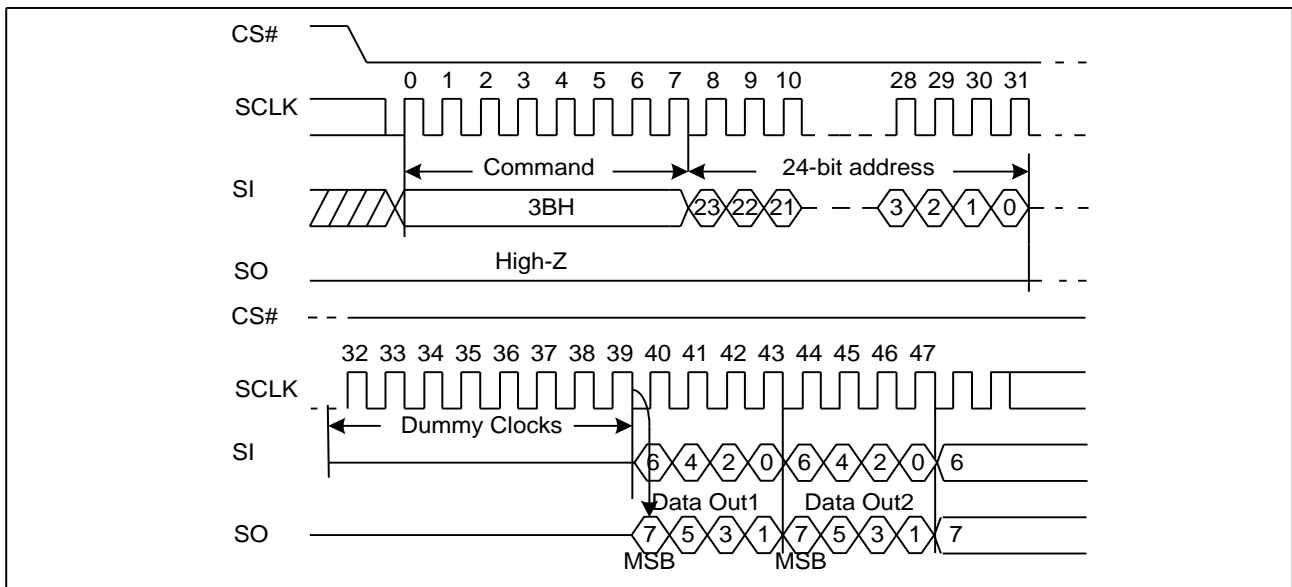 CS#
0 1 2 3 4 5 6 7 8 9 10 28 29 30 31
SCLK
Command 24-bit address
SI
3BH 23 22 21 3 2 1 0
High-Z
SO
CS#
32 33 34 35 36 37 38 39 40 41 42 43 44 45 46 47
SCLK
Dummy Clocks
SI
6 4 2 0 6 4 2 0 6
Data Out1 Data Out2
SO
7 5 3 1 7 5 3 1 7
MSB MSB